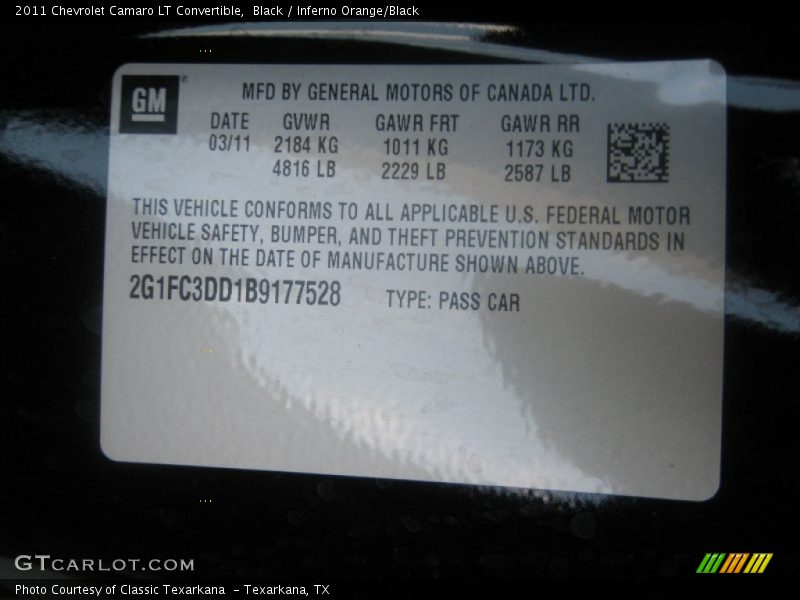 2011 Chevrolet Camaro LT Convertible,  Black / Inferno Orange/Black
GM®
MFD BY GENERAL MOTORS OF CANADA LTD.
DATE GVWR GAWR FRT GAWR RR
03/11 2184 KG 1011 KG 1173 KG
4816 LB 2229 LB 2587 LB
THIS VEHICLE CONFORMS TO ALL APPLICABLE U.S. FEDERAL MOTOR
VEHICLE SAFETY, BUMPER, AND THEFT PREVENTION STANDARDS IN
EFFECT ON THE DATE OF MANUFACTURE SHOWN ABOVE.
2G1FC3DD1B9177528 TYPE: PASS CAR
GTCARLOT.COM
Photo Courtesy of Classic Texarkana  - Texarkana, TX